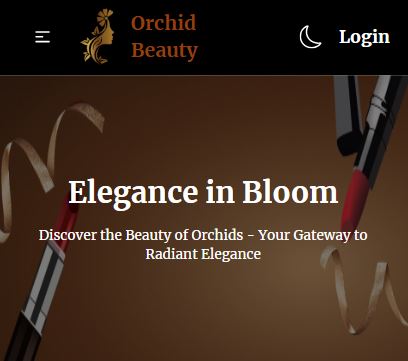 Orchid
Beauty
Login
Elegance in Bloom
Discover the Beauty of Orchids - Your Gateway to
Radiant Elegance